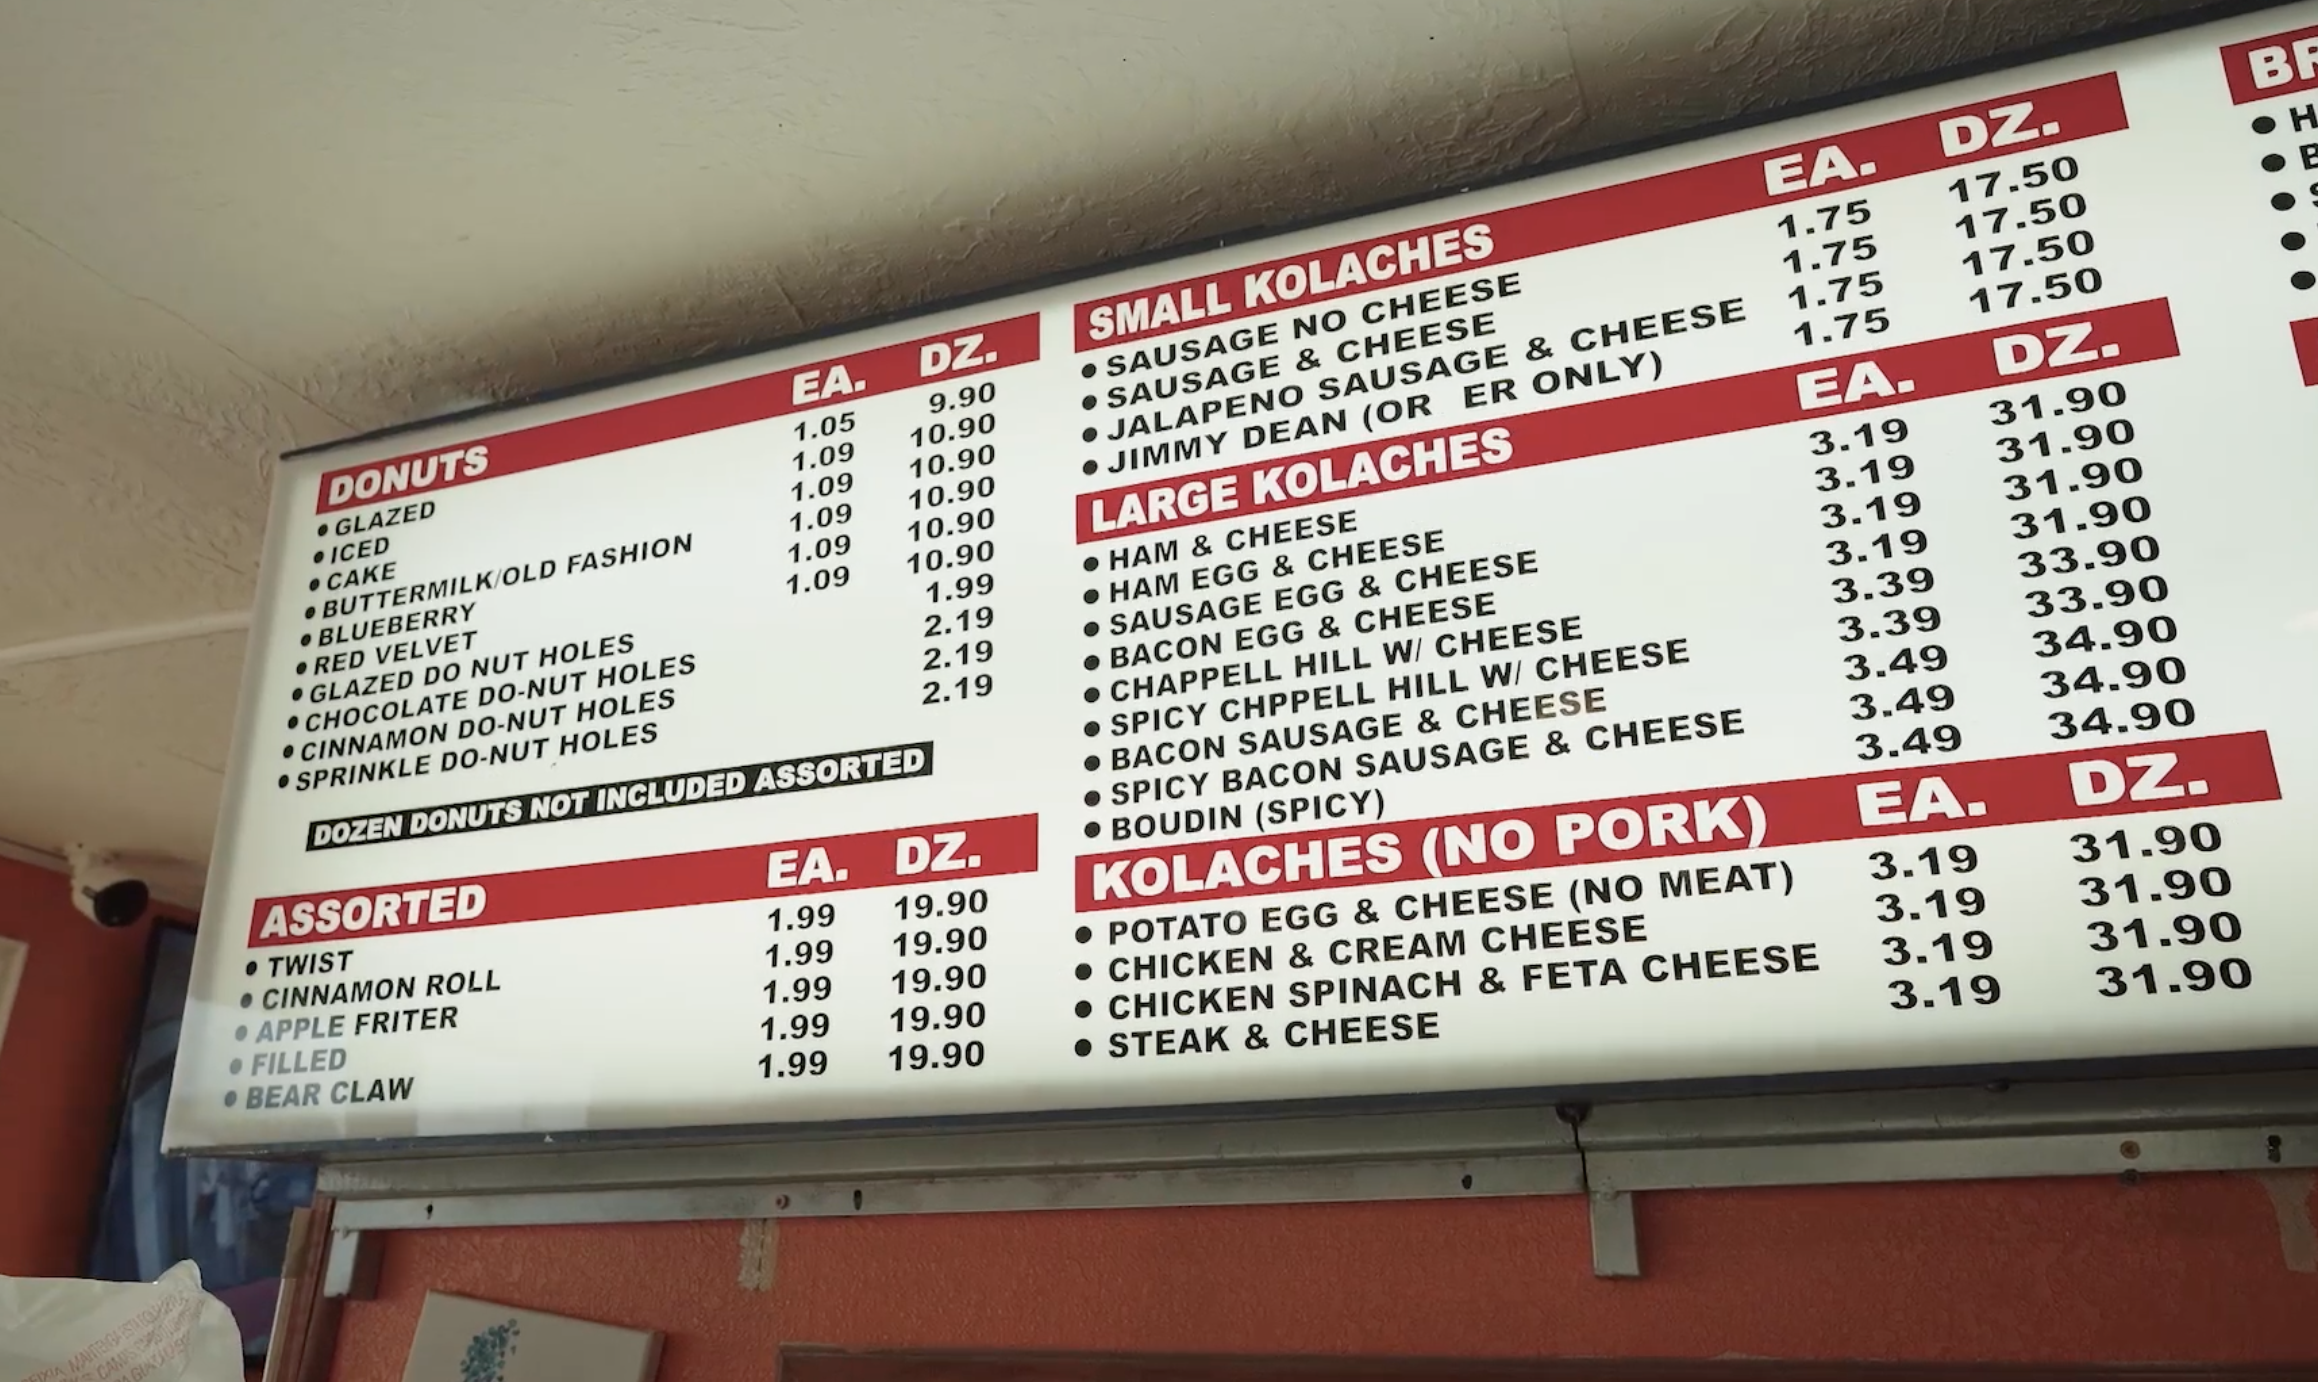 DONUTS EA. DZ.
• GLAZED 1.05 9.90
• ICED 1.09 10.90
• CAKE 1.09 10.90
• BUTTERMILK/OLD FASHION 1.09 10.90
• BLUEBERRY 1.09 10.90
• RED VELVET 1.09 10.90
• GLAZED DO NUT HOLES 1.99
• CHOCOLATE DO-NUT HOLES 2.19
• CINNAMON DO-NUT HOLES 2.19
• SPRINKLE DO-NUT HOLES 2.19
DOZEN DONUTS NOT INCLUDED ASSORTED
ASSORTED EA. DZ.
• TWIST 1.99 19.90
• CINNAMON ROLL 1.99 19.90
• APPLE FRITER 1.99 19.90
• FILLED 1.99 19.90
• BEAR CLAW 1.99 19.90
SMALL KOLACHES EA. DZ.
• SAUSAGE NO CHEESE 1.75 17.50
• SAUSAGE & CHEESE 1.75 17.50
• JALAPENO SAUSAGE & CHEESE 1.75 17.50
• JIMMY DEAN (OR ER ONLY) 1.75 17.50
LARGE KOLACHES EA. DZ.
• HAM & CHEESE 3.19 31.90
• HAM EGG & CHEESE 3.19 31.90
• SAUSAGE EGG & CHEESE 3.19 31.90
• BACON EGG & CHEESE 3.19 31.90
• CHAPPELL HILL W/ CHEESE 3.39 33.90
• SPICY CHPPELL HILL W/ CHEESE 3.39 33.90
• BACON SAUSAGE & CHEESE 3.49 34.90
• SPICY BACON SAUSAGE & CHEESE 3.49 34.90
• BOUDIN (SPICY) 3.49 34.90
KOLACHES (NO PORK) EA. DZ.
• POTATO EGG & CHEESE (NO MEAT) 3.19 31.90
• CHICKEN & CREAM CHEESE 3.19 31.90
• CHICKEN SPINACH & FETA CHEESE 3.19 31.90
• STEAK & CHEESE 3.19 31.90